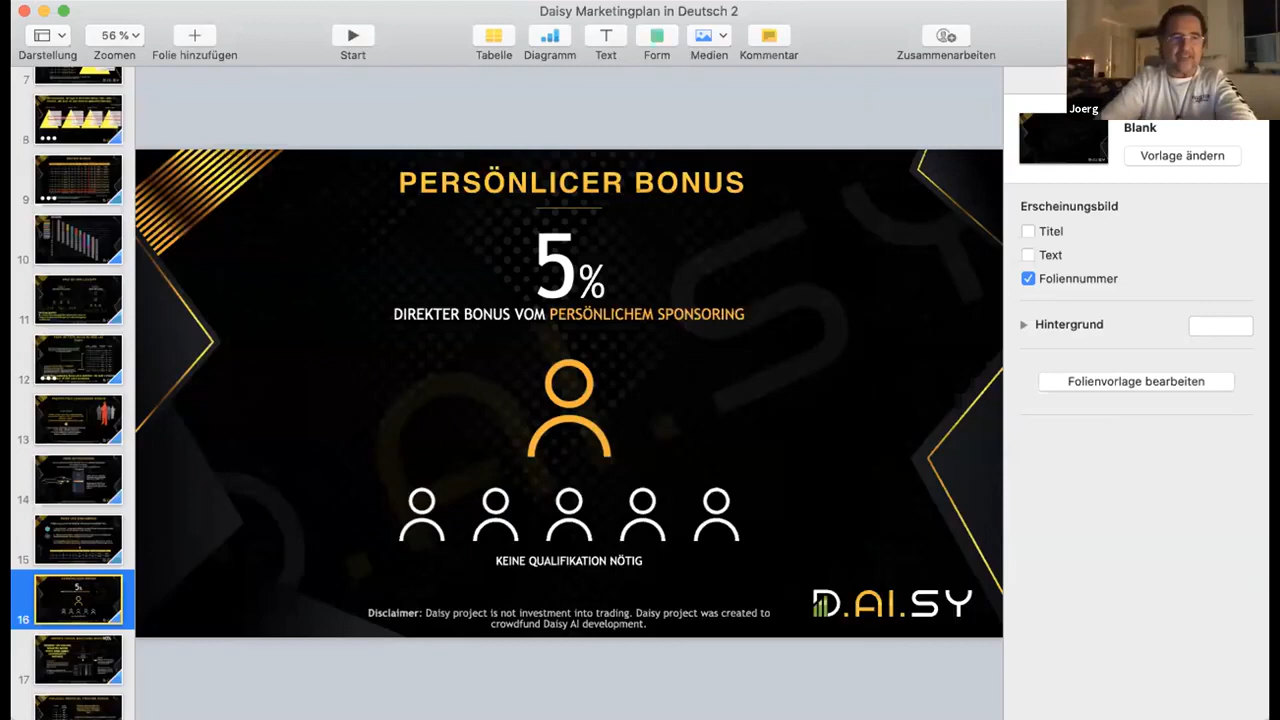 Daisy Marketingplan in Deutsch 2
56 %
Darstellung
Zoomen
Folie hinzufügen
Start
Tabelle
Diagramm
Text
Form
Medien
Kommentar
Zusammenarbeiten
Joerg
7
8
9
10
11
12
13
14
15
16
17
PERSÖNLICER BONUS
5%
DIREKTER BONUS VOM PERSÖNLICHEM SPONSORING
KEINE QUALIFIKATION NÖTIG
Disclaimer: Daisy project is not investment into trading. Daisy project was created to
crowdfund Daisy AI development.
D.AI.SY
Blank
Vorlage ändern
Erscheinungsbild
Titel
Text
Foliennummer
Hintergrund
Folienvorlage bearbeiten